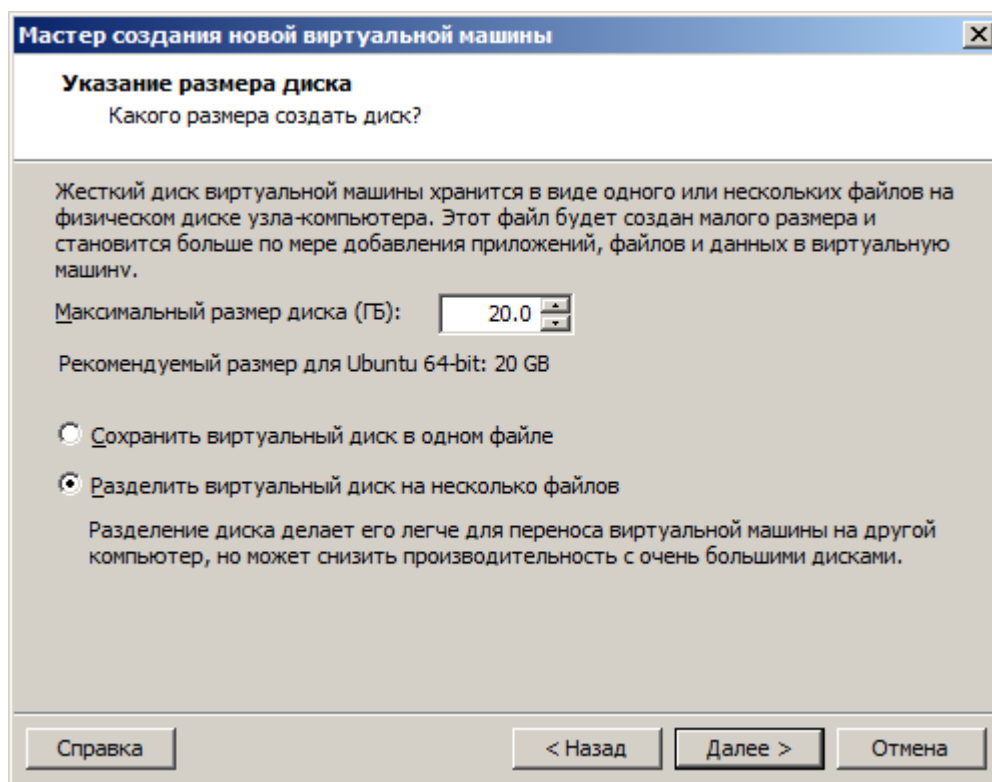 Мастер создания новой виртуальной машины
Указание размера диска
Какого размера создать диск?
Жесткий диск виртуальной машины хранится в виде одного или нескольких файлов на
физическом диске узла-компьютера. Этот файл будет создан малого размера и
становится больше по мере добавления приложений, файлов и данных в виртуальную
машину.
Максимальный размер диска (ГБ): 20.0
Рекомендуемый размер для Ubuntu 64-bit: 20 GB
Сохранить виртуальный диск в одном файле
Разделить виртуальный диск на несколько файлов
Разделение диска делает его легче для переноса виртуальной машины на другой
компьютер, но может снизить производительность с очень большими дисками.
Справка < Назад Далее > Отмена